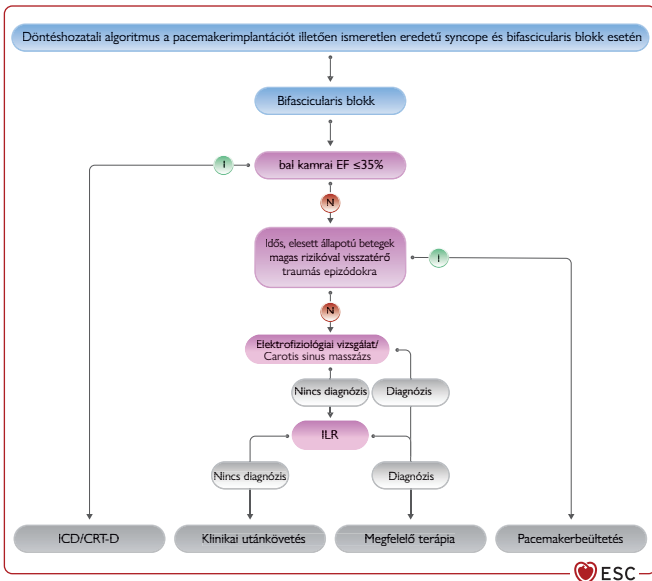 Döntéshozatali algoritmus a pacemakerimplantációt illetően ismeretlen eredetű syncope és bifascicularis blokk esetén
Bifascicularis blokk
I
bal kamrai EF ≤35%
N
Idős, elesett állapotú betegek
magas rizikóval visszatérő
traumás epizódokra
I
N
Elektrofiziológiai vizsgálat/
Carotis sinus masszázs
Nincs diagnózis
Diagnózis
ILR
Nincs diagnózis
Diagnózis
ICD/CRT-D
Klinikai utánkövetés
Megfelelő terápia
Pacemakerbeültetés
ESC